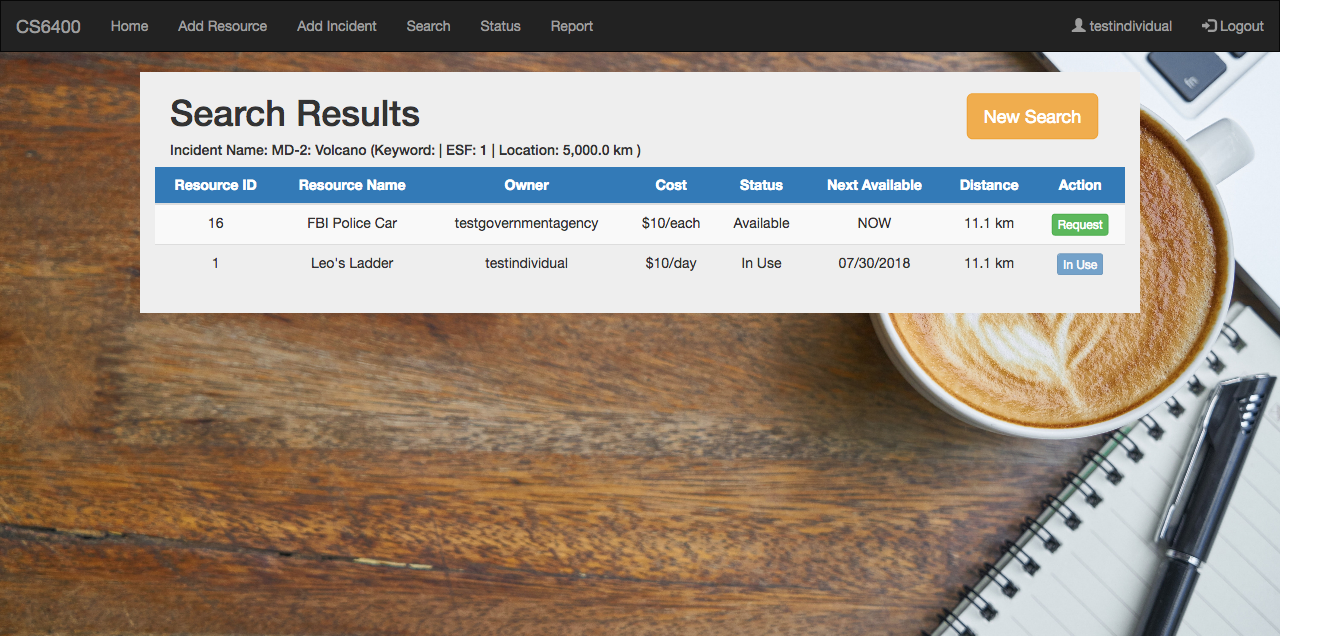 CS6400 Home Add Resource Add Incident Search Status Report testindividual Logout
Search Results New Search
Incident Name: MD-2: Volcano (Keyword: | ESF: 1 | Location: 5,000.0 km )
Resource ID Resource Name Owner Cost Status Next Available Distance Action
16 FBI Police Car testgovernmentagency $10/each Available NOW 11.1 km Request
1 Leo's Ladder testindividual $10/day In Use 07/30/2018 11.1 km In Use